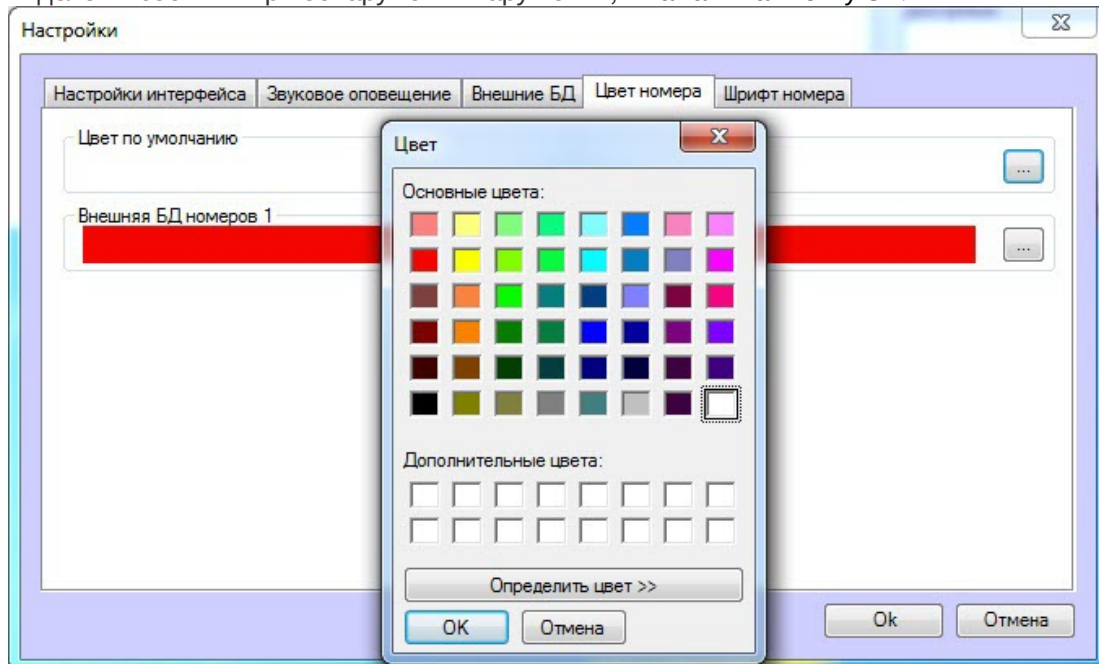 Настройки
Настройки интерфейса
Звуковое оповещение
Внешние БД
Цвет номера
Шрифт номера
Цвет по умолчанию
...
Внешняя БД номеров 1
...
Цвет
Основные цвета:
Дополнительные цвета:
Определить цвет >>
OK
Отмена
Ok
Отмена